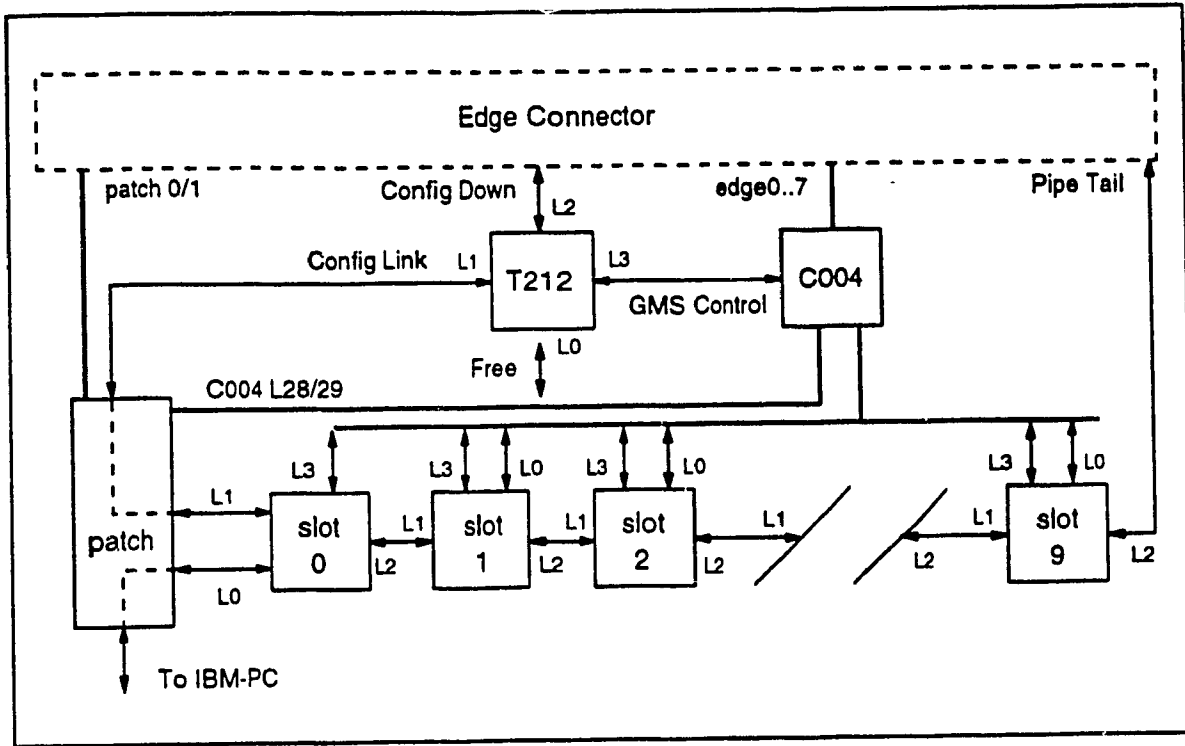 Edge Connector
patch 0/1
Config Down
L2
edge0..7
Pipe Tail
Config Link
L1
T212
L3
GMS Control
C004
L0
Free
C004 L28/29
L3
L3
L0
L3
L0
L3
L0
patch
L1
L0
slot
0
L2
L1
slot
1
L2
L1
slot
2
L2
L1
L2
L1
slot
9
L2
To IBM-PC